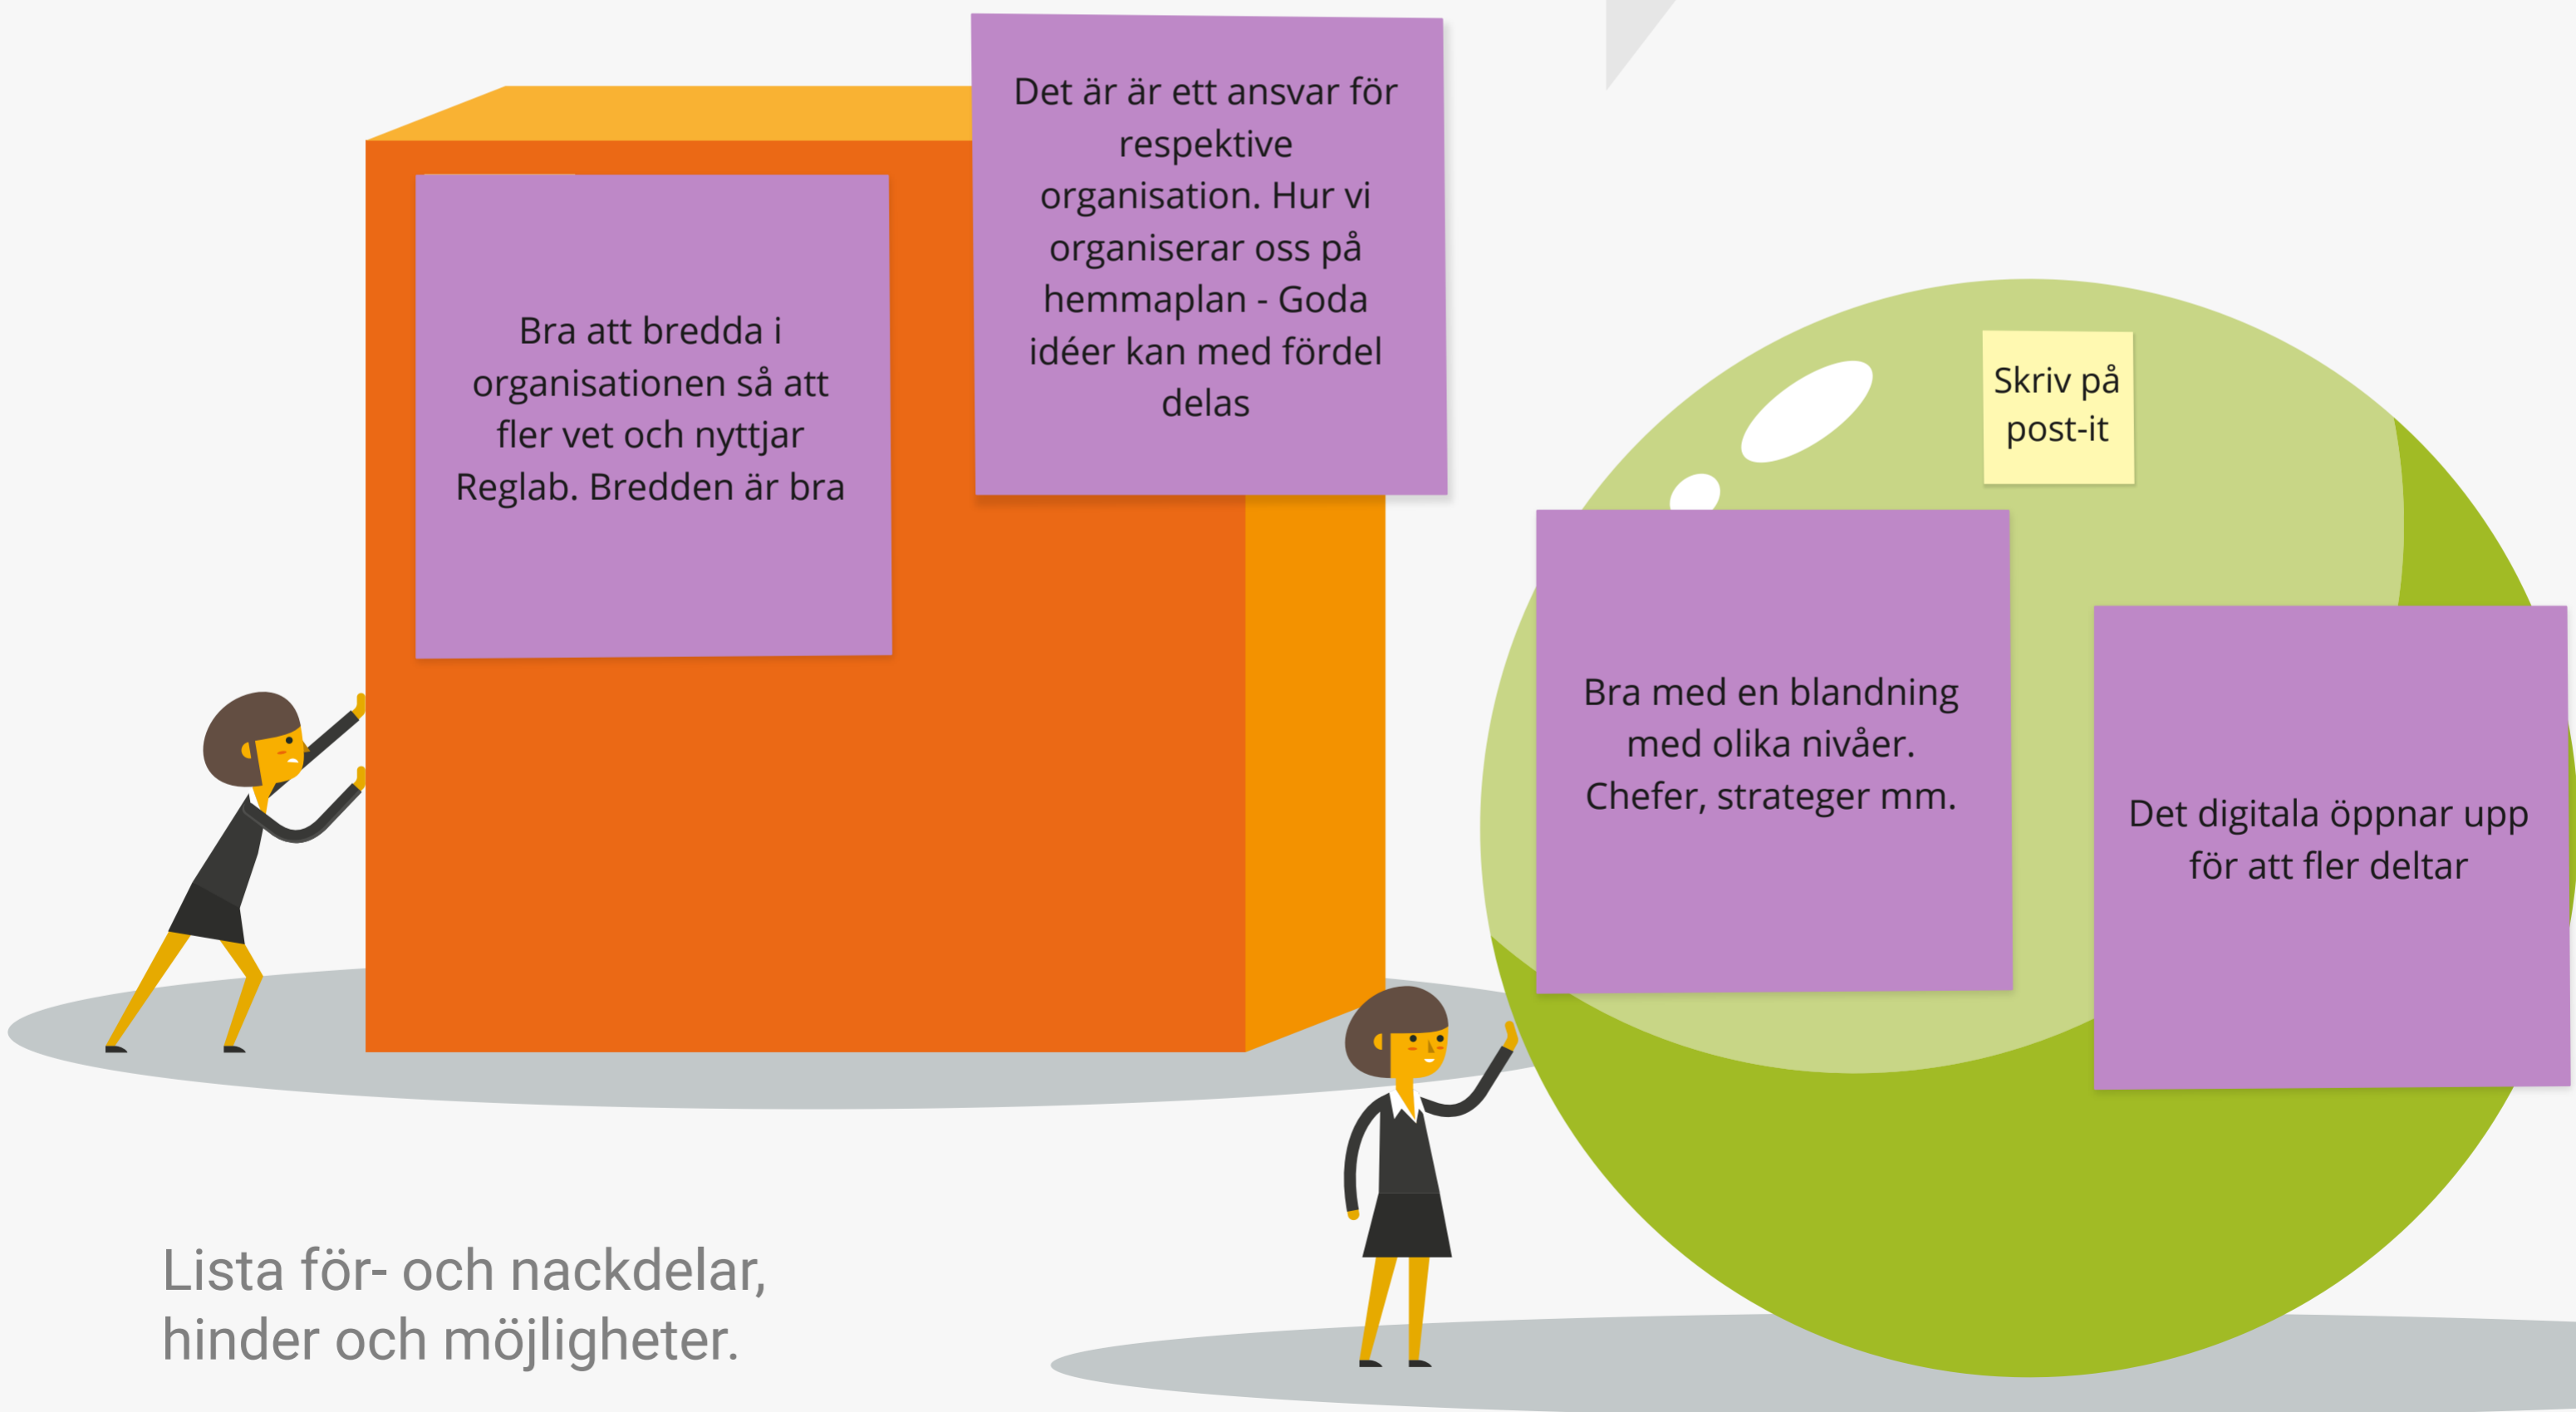 Det är är ett ansvar för
respektive
organisation. Hur vi
organiserar oss på
hemmaplan - Goda
idéer kan med fördel
delas
Bra att bredda i
organisationen så att
fler vet och nyttjar
Reglab. Bredden är bra
Skriv på
post-it
Bra med en blandning
med olika nivåer.
Chefer, strateger mm.
Det digitala öppnar upp
för att fler deltar
Lista för- och nackdelar,
hinder och möjligheter.